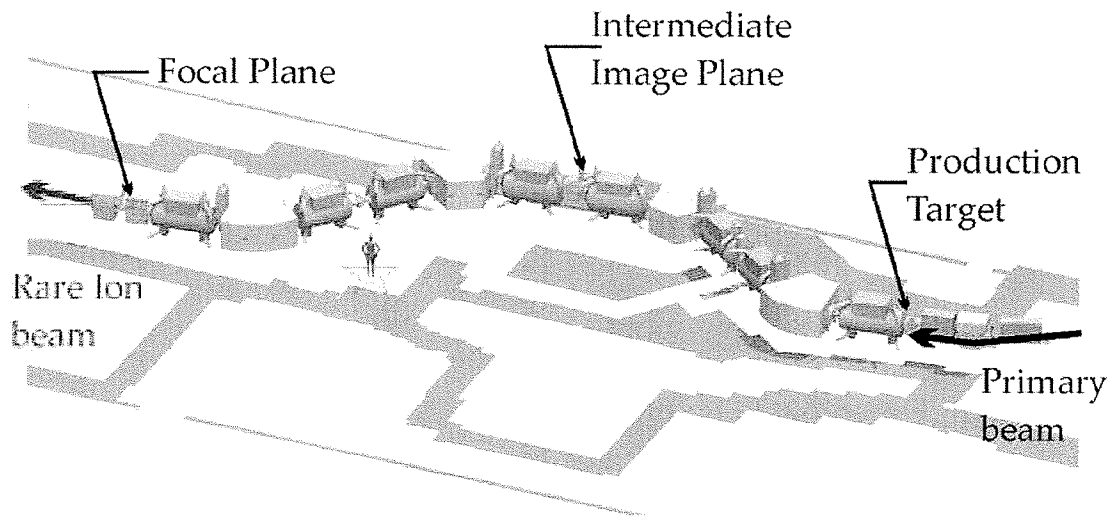 Intermediate
Image Plane
Focal Plane
Production
Target
Rare Ion
beam
Primary
beam